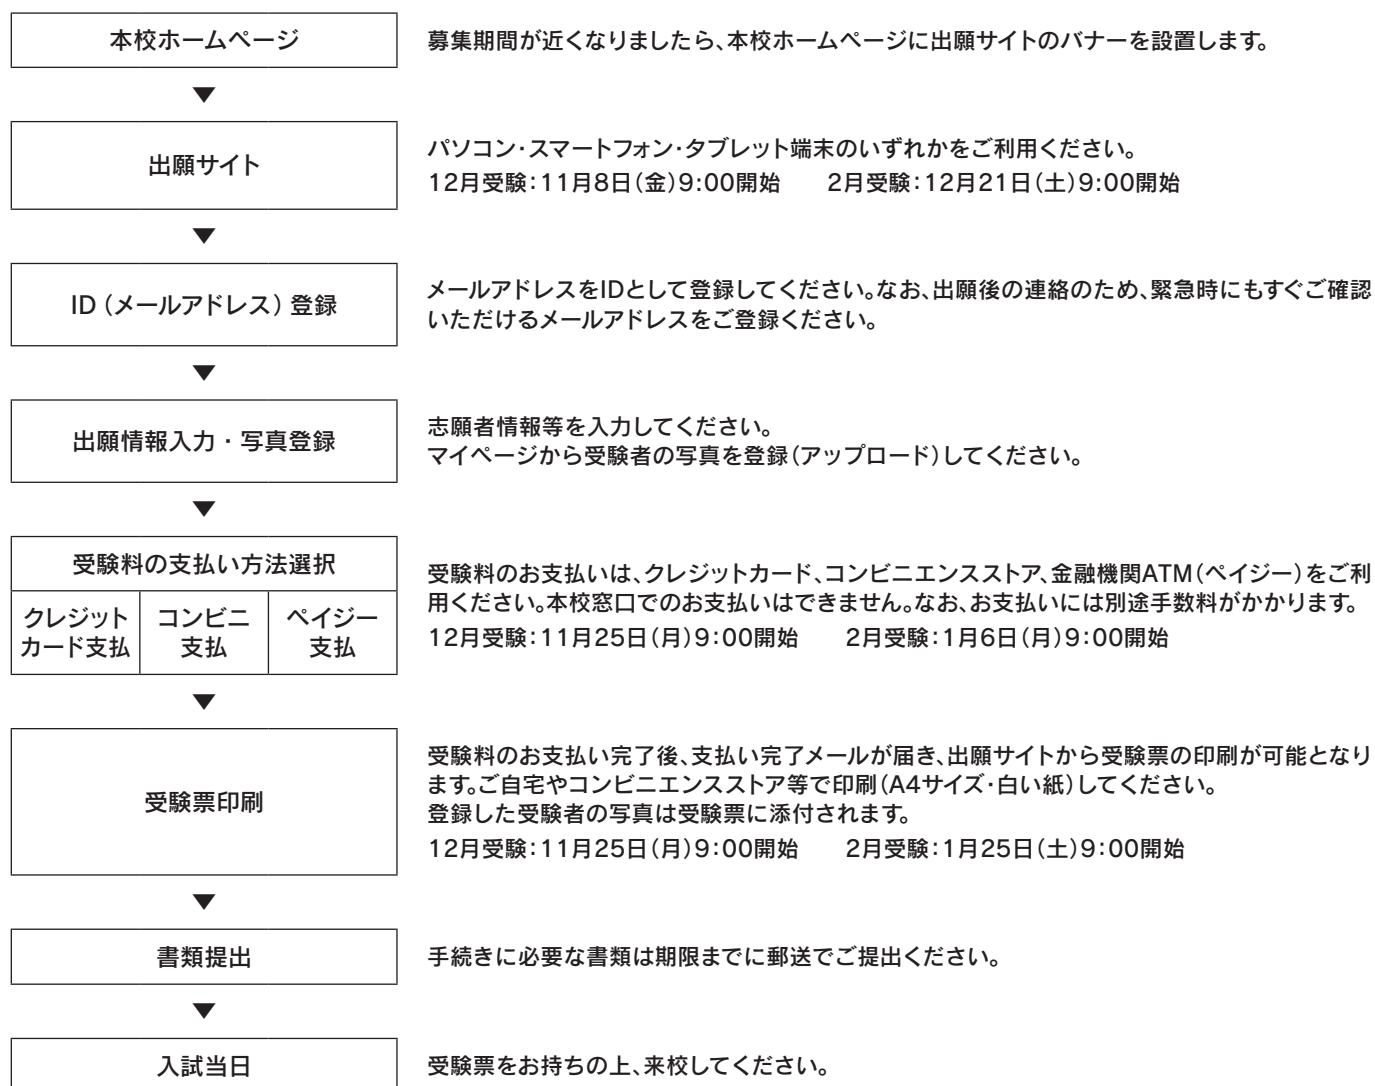 本校ホームページ
募集期間が近くなりましたら、本校ホームページに出願サイトのバナーを設置します。
▼
出願サイト
パソコン・スマートフォン・タブレット端末のいずれかをご利用ください。
12月受験：11月8日（金）9:00開始　　2月受験：12月21日（土）9:00開始
▼
ID（メールアドレス）登録
メールアドレスをIDとして登録してください。なお、出願後の連絡のため、緊急時にもすぐご確認
いただけるメールアドレスをご登録ください。
▼
出願情報入力・写真登録
志願者情報等を入力してください。
マイページから受験者の写真を登録（アップロード）してください。
▼
受験料の支払い方法選択
クレジット
カード支払
コンビニ
支払
ペイジー
支払
受験料のお支払いは、クレジットカード、コンビニエンスストア、金融機関ATM（ペイジー）をご利
用ください。本校窓口でのお支払いはできません。なお、お支払いには別途手数料がかかります。
12月受験：11月25日（月）9：00開始　　2月受験：1月6日（月）9：00開始
▼
受験票印刷
受験料のお支払い完了後、支払い完了メールが届き、出願サイトから受験票の印刷が可能となり
ます。ご自宅やコンビニエンスストア等で印刷（A4サイズ・白い紙）してください。
登録した受験者の写真は受験票に添付されます。
12月受験：11月25日（月）9：00開始　　2月受験：1月25日（土）9：00開始
▼
書類提出
手続きに必要な書類は期限までに郵送でご提出ください。
▼
入試当日
受験票をお持ちの上、来校してください。